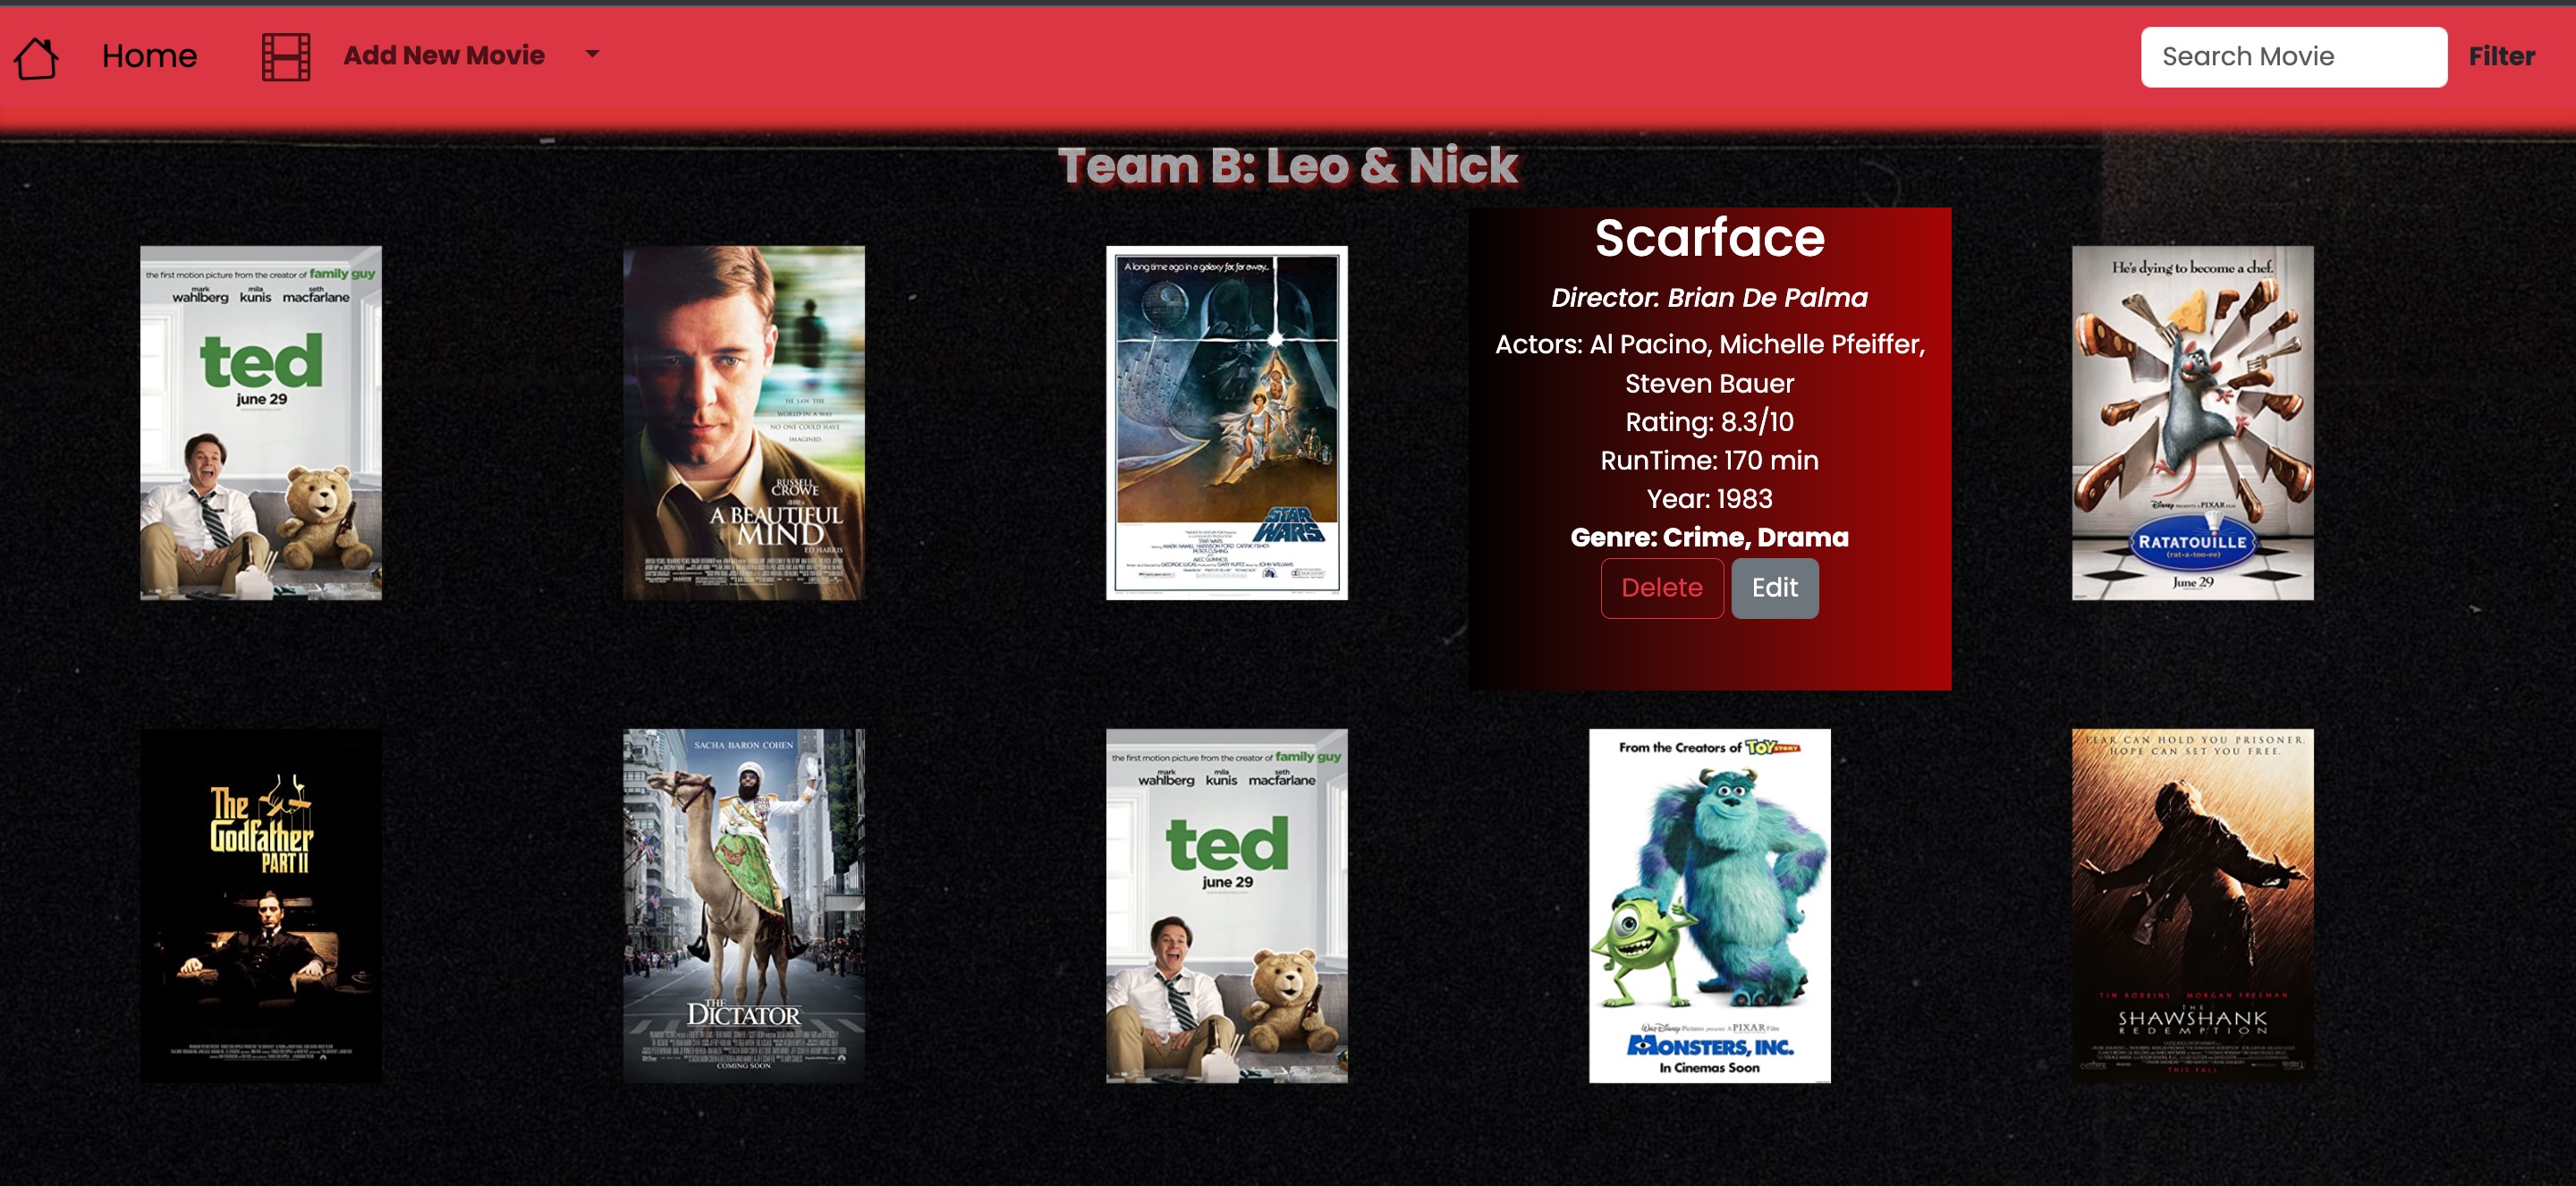 Home
Add New Movie
Search Movie
Filter
Team B: Leo & Nick
the first motion picture from the creator of family guy
mark wahlberg
mila kunis
seth macfarlane
ted
june 29
HE SAW THE
WORLD IN A WAY
NO ONE COULD HAVE
IMAGINED.
RUSSELL
CROWE
A BEAUTIFUL
MIND
ED HARRIS
A long time ago in a galaxy far, far away...
STAR
WARS
Scarface
Director: Brian De Palma
Actors: Al Pacino, Michelle Pfeiffer,
Steven Bauer
Rating: 8.3/10
RunTime: 170 min
Year: 1983
Genre: Crime, Drama
Delete
Edit
He's dying to become a chef.
Disney PRESENTS A PIXAR FILM
RATATOUILLE
(rat·a·too·ee)
June 29
The
Godfather
PART II
SACHA BARON COHEN
THE
DICTATOR
COMING SOON
the first motion picture from the creator of family guy
mark wahlberg
mila kunis
seth macfarlane
ted
june 29
From the Creators of TOY STORY
Walt Disney Pictures presents A PIXAR Film
MONSTERS, INC.
In Cinemas Soon
FEAR CAN HOLD YOU PRISONER.
HOPE CAN SET YOU FREE.
TIM ROBBINS MORGAN FREEMAN
THE
SHAWSHANK
REDEMPTION
THIS FALL